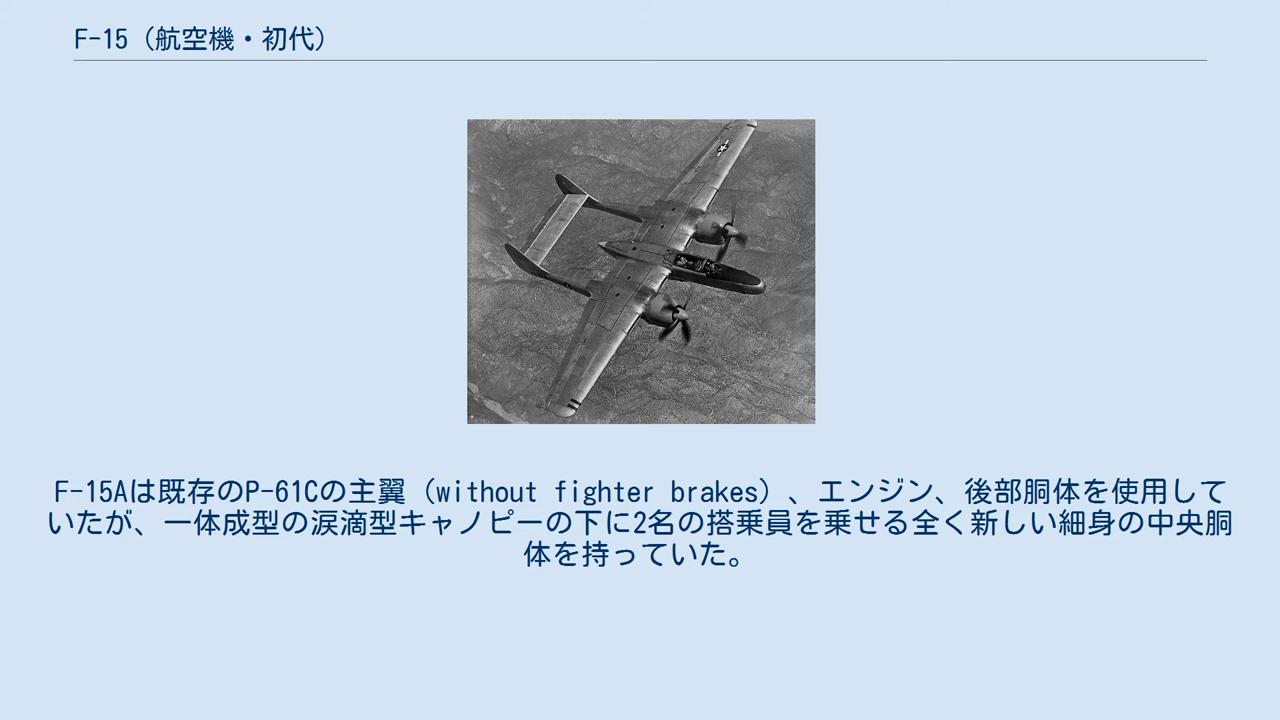 F-15（航空機・初代）
F-15Aは既存のP-61Cの主翼（without fighter brakes）、エンジン、後部胴体を使用して
いたが、一体成型の涙滴型キャノピーの下に2名の搭乗員を乗せる全く新しい細身の中央胴
体を持っていた。